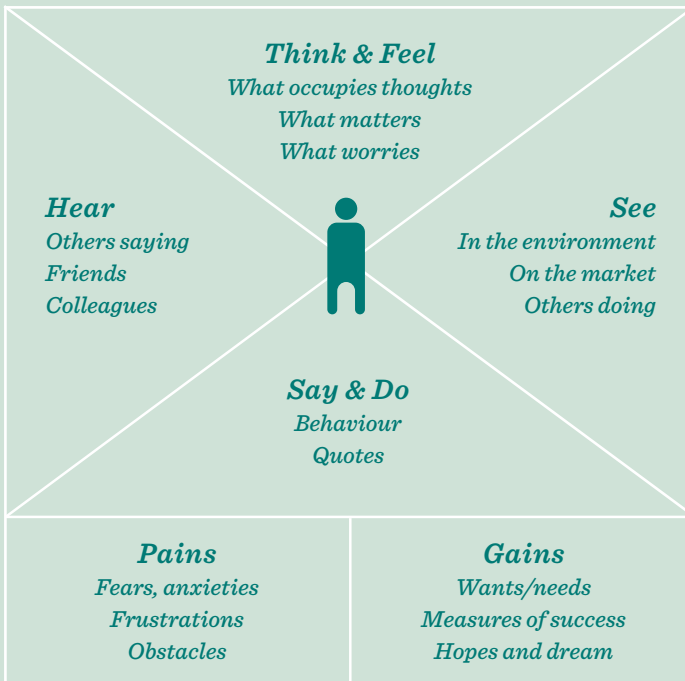 Think & Feel
What occupies thoughts
What matters
What worries
Hear
Others saying
Friends
Colleagues
See
In the environment
On the market
Others doing
Say & Do
Behaviour
Quotes
Pains
Fears, anxieties
Frustrations
Obstacles
Gains
Wants/needs
Measures of success
Hopes and dream